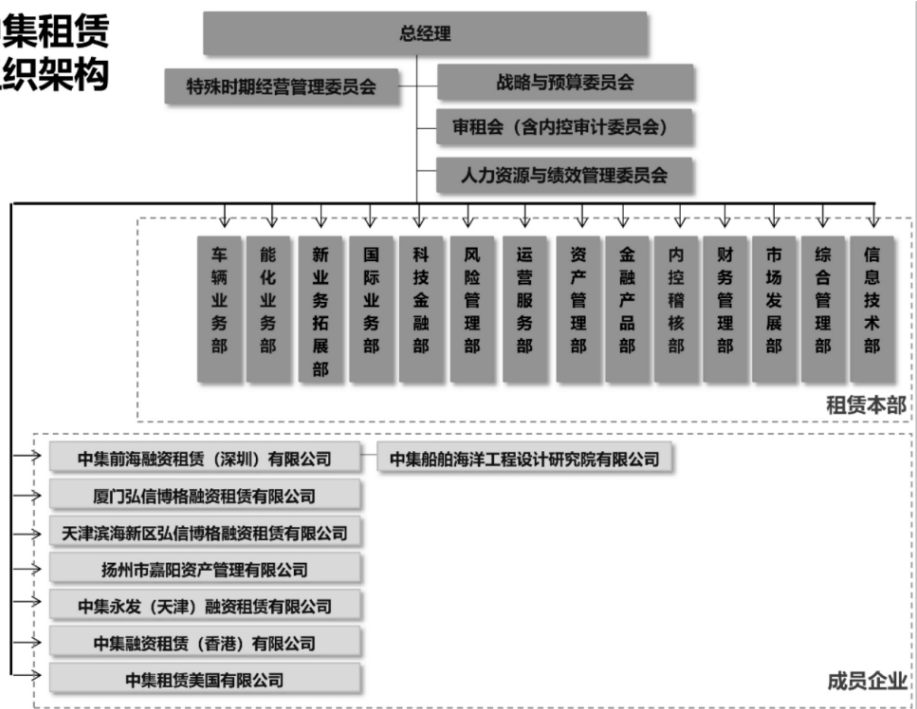 中集租赁
组织架构
总经理
特殊时期经营管理委员会
战略与预算委员会
审租会（含内控审计委员会）
人力资源与绩效管理委员会
车辆业务部
能化业务部
新业务拓展部
国际业务部
科技金融部
风险管理部
运营服务部
资产管理部
金融产品部
内控稽核部
财务管理部
市场发展部
综合管理部
信息技术部
租赁本部
中集前海融资租赁（深圳）有限公司
中集船舶海洋工程设计研究院有限公司
厦门弘信博格融资租赁有限公司
天津滨海新区弘信博格融资租赁有限公司
扬州市嘉阳资产管理有限公司
中集永发（天津）融资租赁有限公司
中集融资租赁（香港）有限公司
中集租赁美国有限公司
成员企业